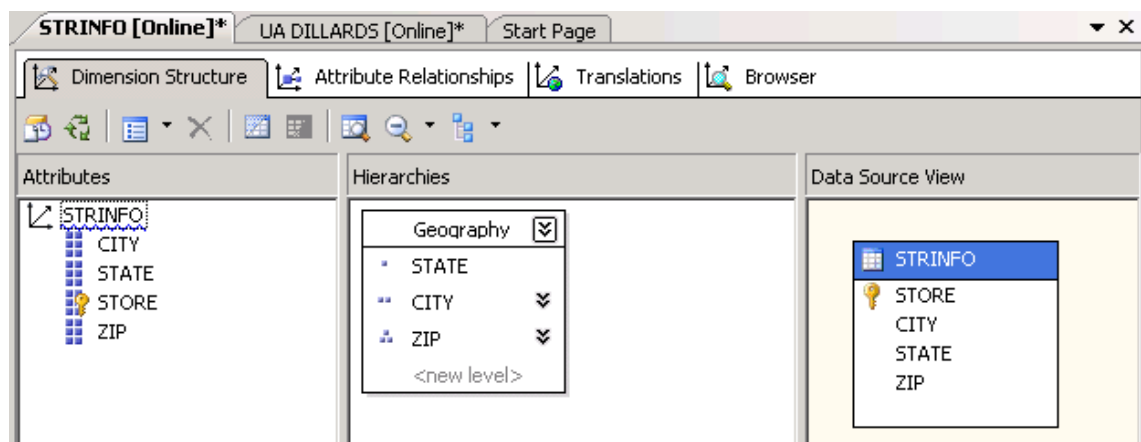 STRINFO [Online]* UA DILLARDS [Online]* Start Page
Dimension Structure Attribute Relationships Translations Browser
Attributes
STRINFO
CITY
STATE
STORE
ZIP
Hierarchies
Geography
STATE
CITY
ZIP
<new level>
Data Source View
STRINFO
STORE
CITY
STATE
ZIP